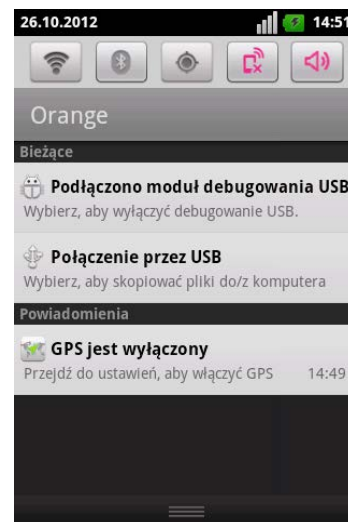 26.10.2012 14:51
Orange
Bieżące
Podłączono moduł debugowania USB
Wybierz, aby wyłączyć debugowanie USB.
Połączenie przez USB
Wybierz, aby skopiować pliki do/z komputera
Powiadomienia
GPS jest wyłączony
Przejdź do ustawień, aby włączyć GPS 14:49